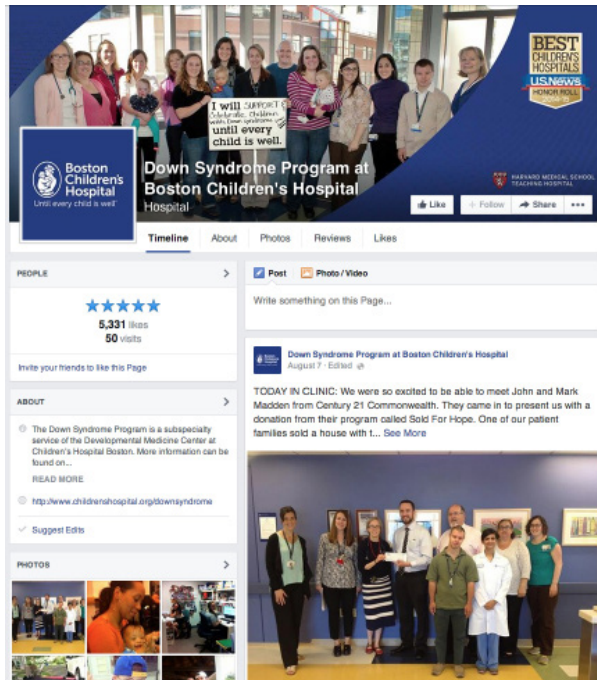 I will SUPPORT &
Celebrate Children
with Down syndrome
until every
child is well.
BEST
CHILDREN'S
HOSPITALS
U.S.News
HONOR ROLL
2014-15
Boston
Children's
Hospital
Until every child is well
Down Syndrome Program at
Boston Children's Hospital
Hospital
HARVARD MEDICAL SCHOOL
TEACHING HOSPITAL
Like
+ Follow
Share
Timeline
About
Photos
Reviews
Likes
PEOPLE
5,331 likes
50 visits
Invite your friends to like this Page
ABOUT
The Down Syndrome Program is a subspecialty
service of the Developmental Medicine Center at
Children's Hospital Boston. More information can be
found on...
READ MORE
http://www.childrenshospital.org/downsyndrome
Suggest Edits
PHOTOS
Post
Photo / Video
Write something on this Page...
Down Syndrome Program at Boston Children's Hospital
August 7 · Edited
TODAY IN CLINIC: We were so excited to be able to meet John and Mark
Madden from Century 21 Commonwealth. They came in to present us with a
donation from their program called Sold For Hope. One of our patient
families sold a house with t... See More